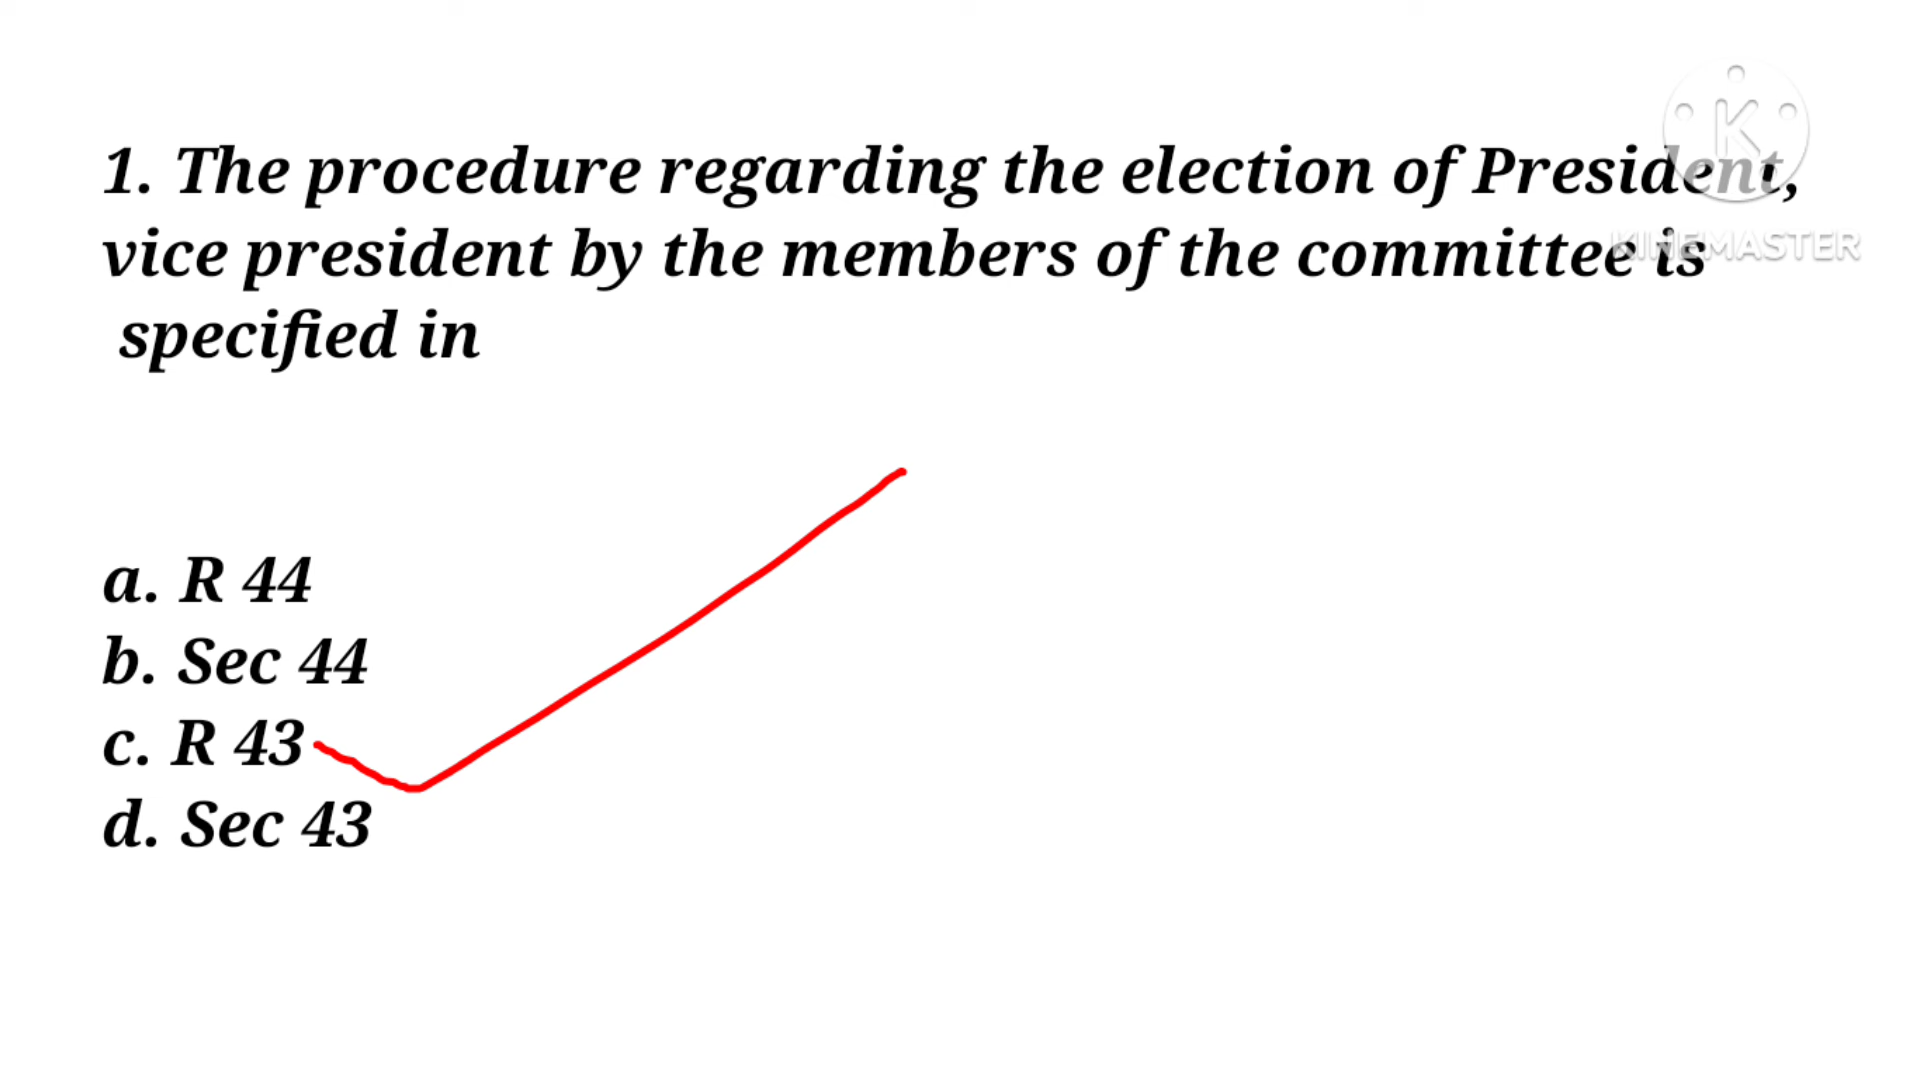 1. The procedure regarding the election of President,
vice president by the members of the committee is
specified in
a. R 44
b. Sec 44
c. R 43
d. Sec 43
K
KINEMASTER